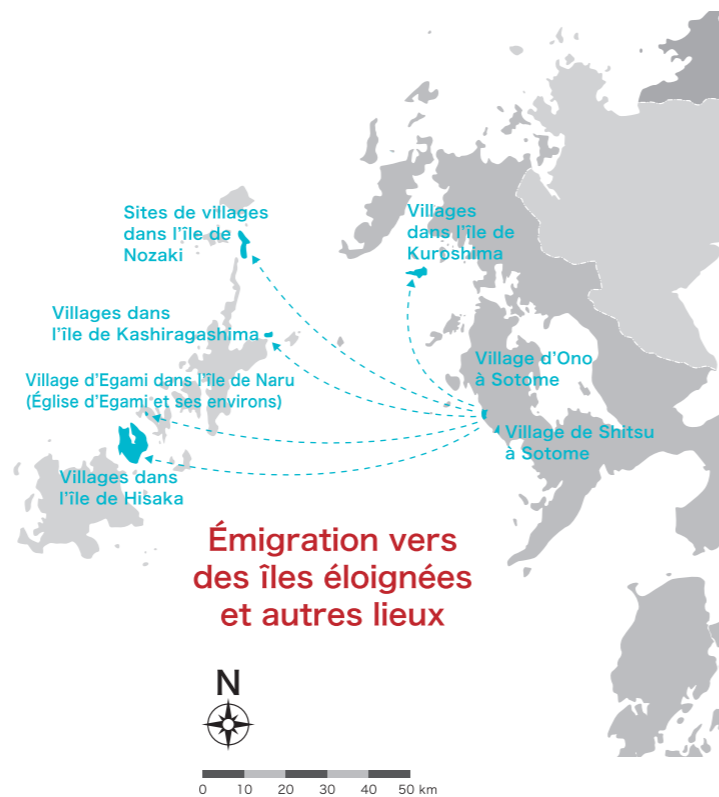 Sites de villages
dans l'île de
Nozaki
Villages
dans l'île de
Kuroshima
Villages dans
l'île de Kashiragashima
Village d'Egami dans l'île de Naru
(Église d'Egami et ses environs)
Village d'Ono
à Sotome
Village de Shitsu
à Sotome
Villages dans
l'île de Hisaka
Émigration vers
des îles éloignées
et autres lieux
N
0 10 20 30 40 50 km